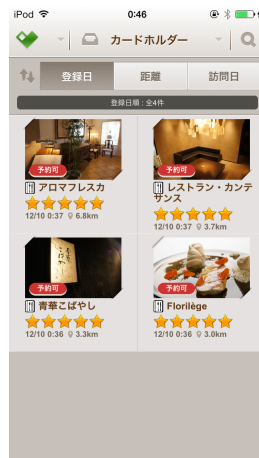 iPod 0:46
カードホルダー
登録日 距離 訪問日
登録日順 : 全4件
予約可
アロマフレスカ
12/10 0:37 6.8km
予約可
レストラン・カンテ
サンス
12/10 0:37 3.7km
予約可
青華こばやし
12/10 0:36 3.3km
予約可
Florilège
12/10 0:36 3.0km